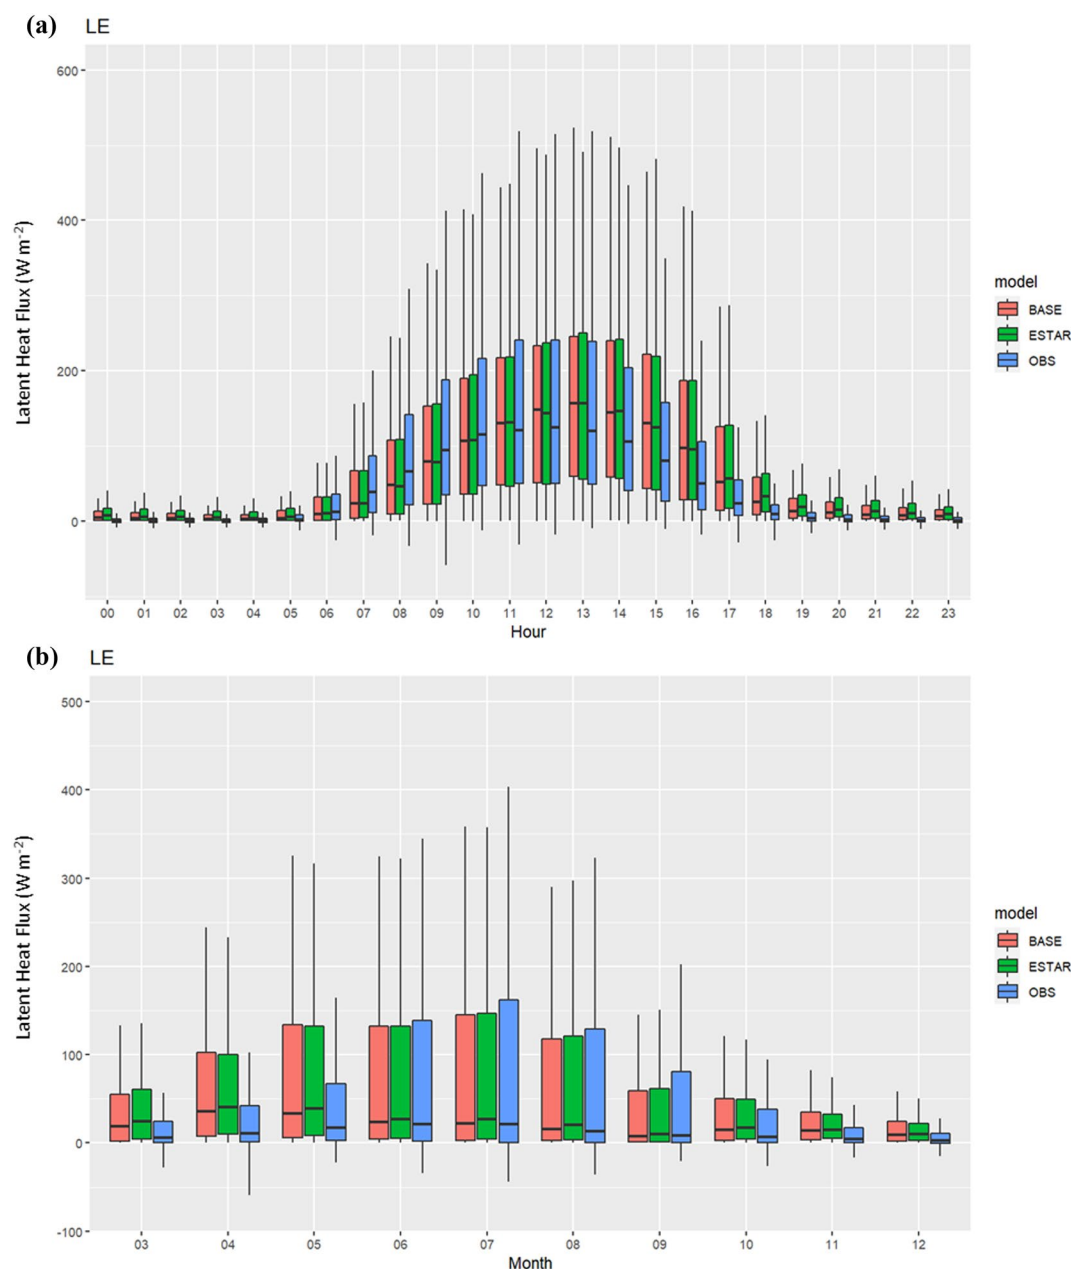 (a) LE
600
400
200
0
Latent Heat Flux (W m-2)
00 01 02 03 04 05 06 07 08 09 10 11 12 13 14 15 16 17 18 19 20 21 22 23
Hour
model
BASE
ESTAR
OBS
(b) LE
500
400
300
200
100
0
-100
Latent Heat Flux (W m-2)
03 04 05 06 07 08 09 10 11 12
Month
model
BASE
ESTAR
OBS